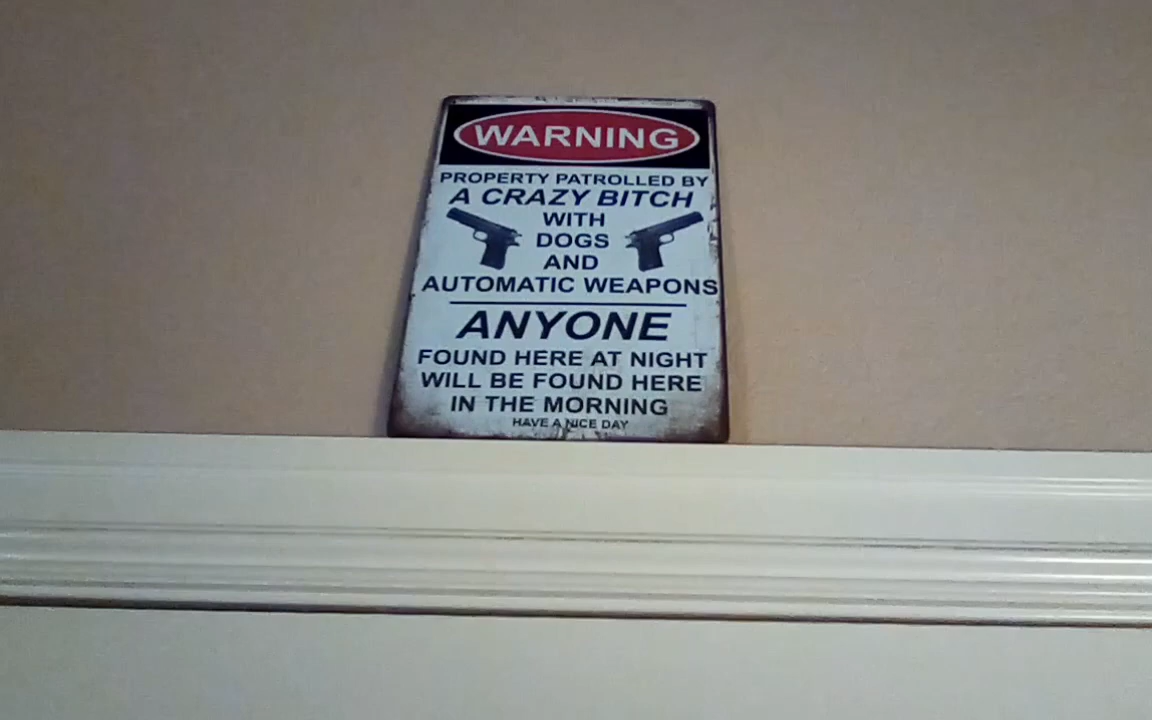 WARNING
PROPERTY PATROLLED BY
A CRAZY BITCH
WITH
DOGS
AND
AUTOMATIC WEAPONS
ANYONE
FOUND HERE AT NIGHT
WILL BE FOUND HERE
IN THE MORNING
HAVE A NICE DAY